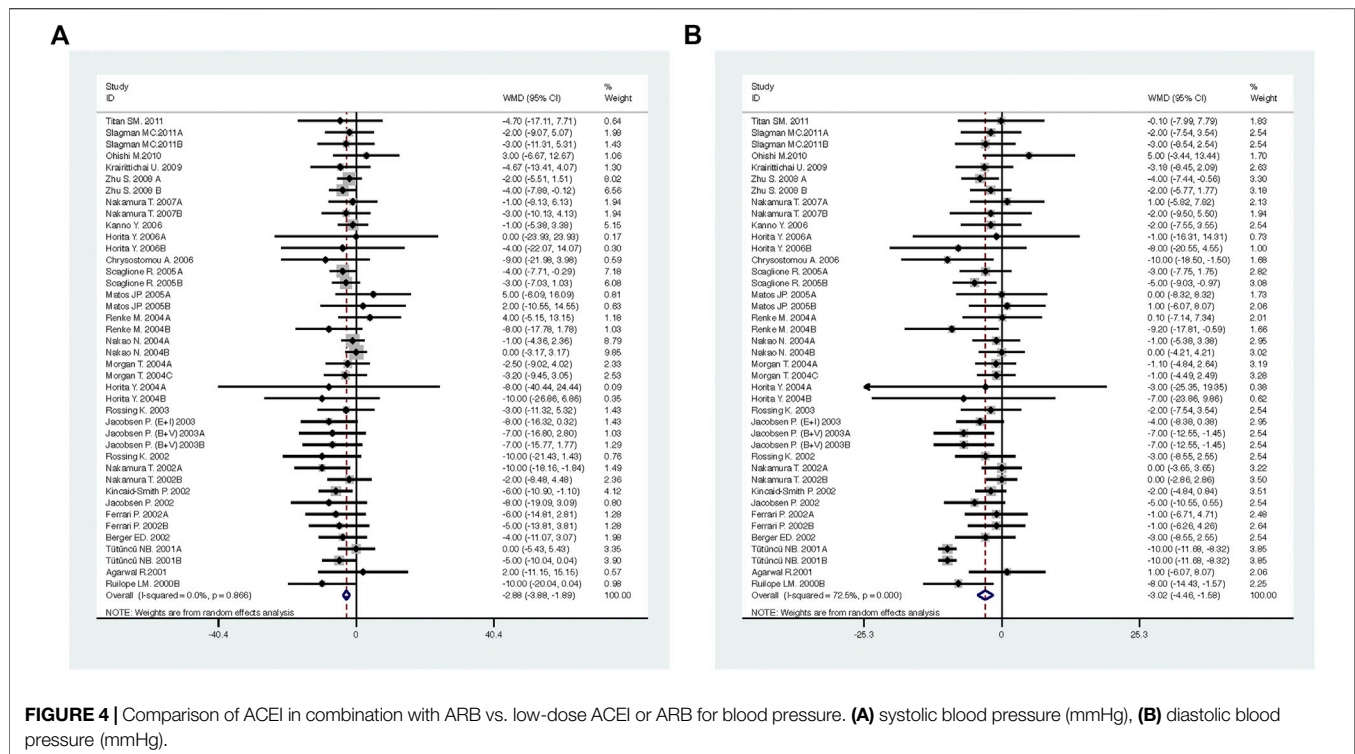 A
Study
ID
WMD (95% CI)
%
Weight
Titan SM. 2011 -4.70 (-17.11, 7.71) 0.64
Slagman MC.2011A -2.00 (-9.07, 5.07) 1.98
Slagman MC.2011B -3.00 (-11.31, 5.31) 1.43
Ohishi M.2010 3.00 (-6.67, 12.67) 1.06
Krairittichai U. 2009 -4.67 (-13.41, 4.07) 1.30
Zhu S. 2008 A -2.00 (-5.51, 1.51) 8.02
Zhu S. 2008 B -4.00 (-7.88, -0.12) 6.56
Nakamura T. 2007A -1.00 (-8.13, 6.13) 1.94
Nakamura T. 2007B -3.00 (-10.13, 4.13) 1.94
Kanno Y. 2006 -1.00 (-5.38, 3.38) 5.15
Horita Y. 2006A 0.00 (-23.93, 23.93) 0.17
Horita Y. 2006B -4.00 (-22.07, 14.07) 0.30
Chrysostomou A. 2006 -9.00 (-21.98, 3.98) 0.59
Scaglione R. 2005A -4.00 (-7.71, -0.29) 7.18
Scaglione R. 2005B -3.00 (-7.03, 1.03) 6.08
Matos JP. 2005A 5.00 (-6.09, 16.09) 0.81
Matos JP. 2005B 2.00 (-10.55, 14.55) 0.63
Renke M. 2004A 4.00 (-5.15, 13.15) 1.18
Renke M. 2004B -8.00 (-17.78, 1.78) 1.03
Nakao N. 2004A -1.00 (-4.36, 2.36) 8.79
Nakao N. 2004B 0.00 (-3.17, 3.17) 9.85
Morgan T. 2004A -2.50 (-9.02, 4.02) 2.33
Morgan T. 2004C -3.20 (-9.45, 3.05) 2.53
Horita Y. 2004A -8.00 (-40.44, 24.44) 0.09
Horita Y. 2004B -10.00 (-26.86, 6.86) 0.35
Rossing K. 2003 -3.00 (-11.32, 5.32) 1.43
Jacobsen P. (E+I) 2003 -8.00 (-16.32, 0.32) 1.43
Jacobsen P. (B+V) 2003A -7.00 (-16.80, 2.80) 1.03
Jacobsen P. (B+V) 2003B -7.00 (-15.77, 1.77) 1.29
Rossing K. 2002 -10.00 (-21.43, 1.43) 0.76
Nakamura T. 2002A -10.00 (-18.16, -1.84) 1.49
Nakamura T. 2002B -2.00 (-8.48, 4.48) 2.36
Kincaid-Smith P. 2002 -6.00 (-10.90, -1.10) 4.12
Jacobsen P. 2002 -8.00 (-19.09, 3.09) 0.80
Ferrari P. 2002A -6.00 (-14.81, 2.81) 1.28
Ferrari P. 2002B -5.00 (-13.81, 3.81) 1.28
Berger ED. 2002 -4.00 (-11.07, 3.07) 1.98
Tütüncü NB. 2001A 0.00 (-5.43, 5.43) 3.35
Tütüncü NB. 2001B -5.00 (-10.04, 0.04) 3.90
Agarwal R.2001 2.00 (-11.15, 15.15) 0.57
Ruilope LM. 2000B -10.00 (-20.04, 0.04) 0.98
Overall (I-squared = 0.0%, p = 0.866) -2.88 (-3.88, -1.89) 100.00
NOTE: Weights are from random effects analysis
-40.4 0 40.4
B
Study
ID
WMD (95% CI)
%
Weight
Titan SM. 2011 -0.10 (-7.99, 7.79) 1.83
Slagman MC.2011A -2.00 (-7.54, 3.54) 2.54
Slagman MC.2011B -3.00 (-8.54, 2.54) 2.54
Ohishi M.2010 5.00 (-3.44, 13.44) 1.70
Krairittichai U. 2009 -3.18 (-8.45, 2.09) 2.63
Zhu S. 2008 A -4.00 (-7.44, -0.56) 3.30
Zhu S. 2008 B -2.00 (-5.77, 1.77) 3.18
Nakamura T. 2007A 1.00 (-5.82, 7.82) 2.13
Nakamura T. 2007B -2.00 (-9.50, 5.50) 1.94
Kanno Y. 2006 -2.00 (-7.55, 3.55) 2.54
Horita Y. 2006A -1.00 (-16.31, 14.31) 0.73
Horita Y. 2006B -8.00 (-20.55, 4.55) 1.00
Chrysostomou A. 2006 -10.00 (-18.50, -1.50) 1.68
Scaglione R. 2005A -3.00 (-7.75, 1.75) 2.82
Scaglione R. 2005B -5.00 (-9.03, -0.97) 3.08
Matos JP. 2005A 0.00 (-8.32, 8.32) 1.73
Matos JP. 2005B 1.00 (-6.07, 8.07) 2.06
Renke M. 2004A 0.10 (-7.14, 7.34) 2.01
Renke M. 2004B -9.20 (-17.81, -0.59) 1.66
Nakao N. 2004A -1.00 (-5.38, 3.38) 2.95
Nakao N. 2004B 0.00 (-4.21, 4.21) 3.02
Morgan T. 2004A -1.10 (-4.84, 2.64) 3.19
Morgan T. 2004C -1.00 (-4.49, 2.49) 3.28
Horita Y. 2004A -3.00 (-25.35, 19.35) 0.38
Horita Y. 2004B -7.00 (-23.86, 9.86) 0.62
Rossing K. 2003 -2.00 (-7.54, 3.54) 2.54
Jacobsen P. (E+I) 2003 -4.00 (-8.38, 0.38) 2.95
Jacobsen P. (B+V) 2003A -7.00 (-12.55, -1.45) 2.54
Jacobsen P. (B+V) 2003B -7.00 (-12.55, -1.45) 2.54
Rossing K. 2002 -3.00 (-8.55, 2.55) 2.54
Nakamura T. 2002A 0.00 (-3.65, 3.65) 3.22
Nakamura T. 2002B 0.00 (-2.86, 2.86) 3.50
Kincaid-Smith P. 2002 -2.00 (-4.84, 0.84) 3.51
Jacobsen P. 2002 -5.00 (-10.55, 0.55) 2.54
Ferrari P. 2002A -1.00 (-6.71, 4.71) 2.48
Ferrari P. 2002B -1.00 (-6.26, 4.26) 2.64
Berger ED. 2002 -3.00 (-8.55, 2.55) 2.54
Tütüncü NB. 2001A -10.00 (-11.68, -8.32) 3.85
Tütüncü NB. 2001B -10.00 (-11.68, -8.32) 3.85
Agarwal R.2001 1.00 (-6.07, 8.07) 2.06
Ruilope LM. 2000B -8.00 (-14.43, -1.57) 2.25
Overall (I-squared = 72.5%, p = 0.000) -3.02 (-4.46, -1.58) 100.00
NOTE: Weights are from random effects analysis
-25.3 0 25.3
FIGURE 4 | Comparison of ACEI in combination with ARB vs. low-dose ACEI or ARB for blood pressure. (A) systolic blood pressure (mmHg), (B) diastolic blood
pressure (mmHg).